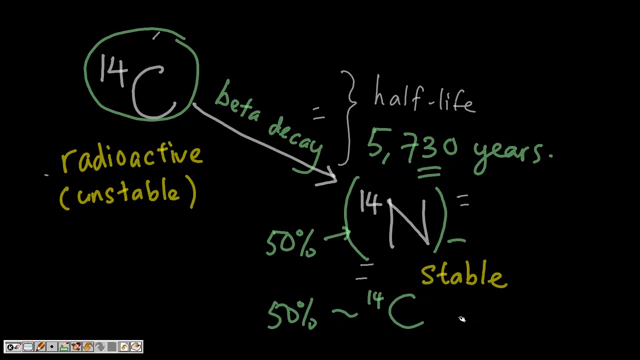 ¹⁴C
beta decay
half-life
5,730 years.
radioactive
(unstable)
50% → (¹⁴N)
stable
50% ~ ¹⁴C